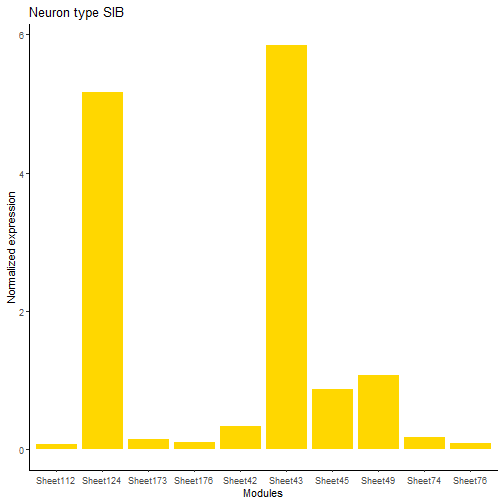 Neuron type SIB
Normalized expression
6
4
2
0
Sheet112 Sheet124 Sheet173 Sheet176 Sheet42 Sheet43 Sheet45 Sheet49 Sheet74 Sheet76
Modules